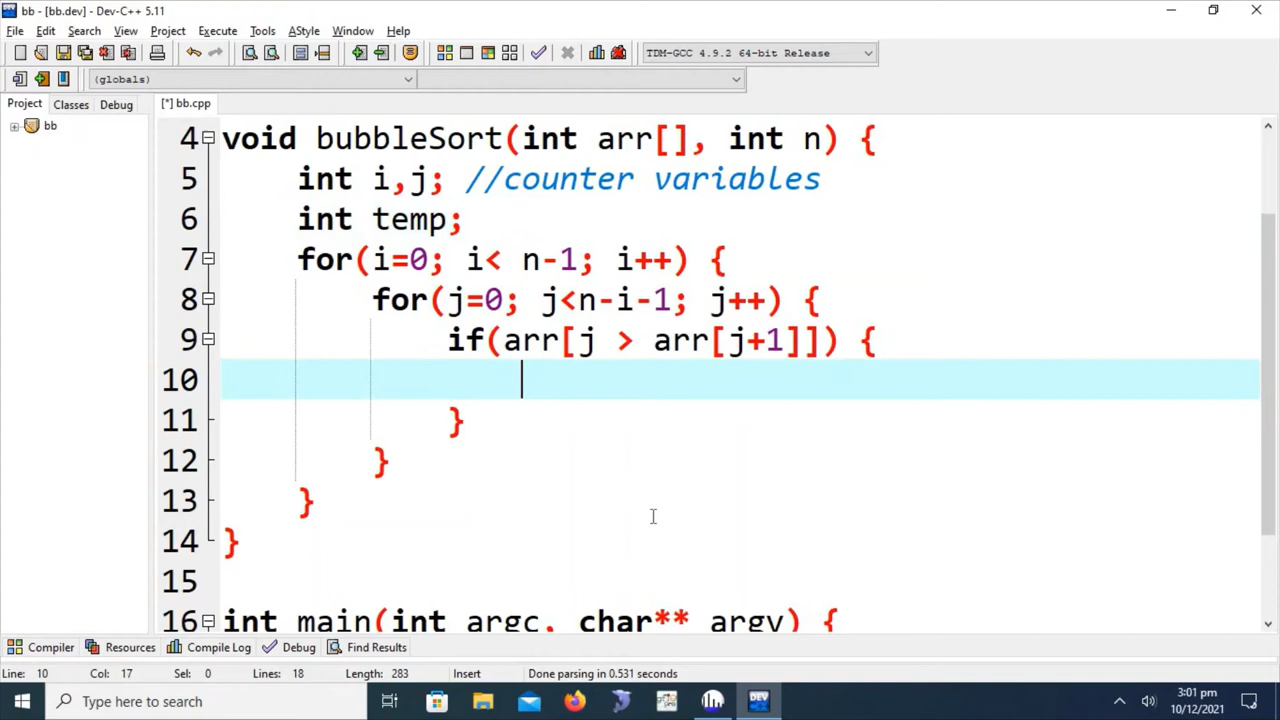 bb - [bb.dev] - Dev-C++ 5.11
File Edit Search View Project Execute Tools AStyle Window Help
TDM-GCC 4.9.2 64-bit Release
(globals)
Project Classes Debug [*] bb.cpp
bb
4 void bubbleSort(int arr[], int n) {
5 int i,j; //counter variables
6 int temp;
7 for(i=0; i< n-1; i++) {
8 for(j=0; j<n-i-1; j++) {
9 if(arr[j > arr[j+1]]) {
10
11 }
12 }
13 }
14 }
15
16 int main(int argc, char** argv) {
Compiler Resources Compile Log Debug Find Results
Line: 10 Col: 17 Sel: 0 Lines: 18 Length: 283 Insert Done parsing in 0.531 seconds
Type here to search
DEV
3:01 pm
10/12/2021